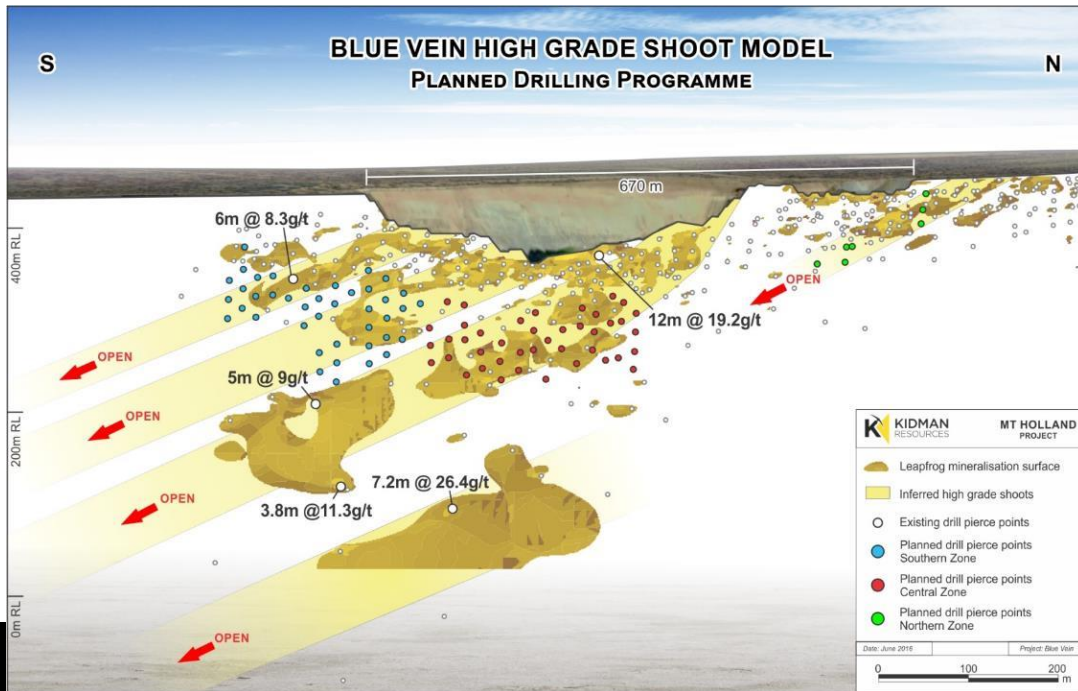 BLUE VEIN HIGH GRADE SHOOT MODEL
PLANNED DRILLING PROGRAMME
S
N
670 m
6m @ 8.3g/t
400m RL
12m @ 19.2g/t
OPEN
OPEN
5m @ 9g/t
OPEN
200m RL
7.2m @ 26.4g/t
OPEN
3.8m @11.3g/t
0m RL
OPEN
KIDMAN
RESOURCES
MT HOLLAND
PROJECT
Leapfrog mineralisation surface
Inferred high grade shoots
Existing drill pierce points
Planned drill pierce points
Southern Zone
Planned drill pierce points
Central Zone
Planned drill pierce points
Northern Zone
Date: June 2016
Project: Blue Vein
0 100 200
m